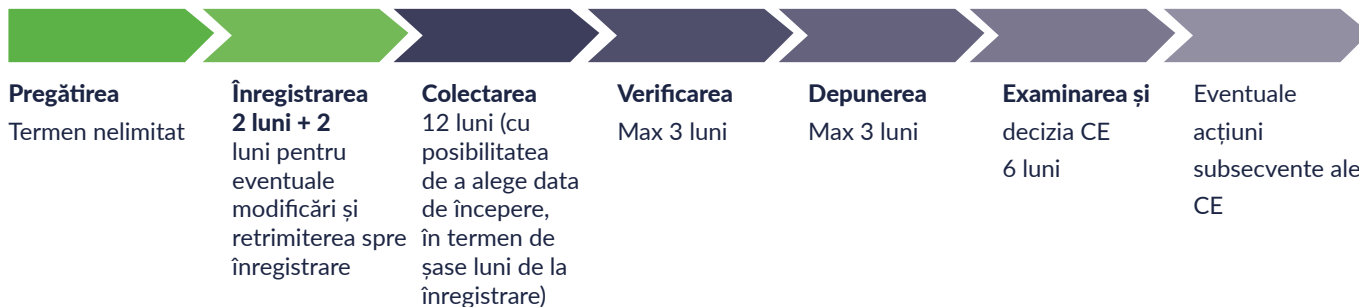 Pregătirea
Termen nelimitat
Înregistrarea
2 luni + 2
luni pentru
eventuale
modificări și
retrimiterea spre
înregistrare
Colectarea
12 luni (cu
posibilitatea
de a alege data
de începere,
în termen de
șase luni de la
înregistrare)
Verificarea
Max 3 luni
Depunerea
Max 3 luni
Examinarea și
decizia CE
6 luni
Eventuale
acțiuni
subsecvente ale
CE